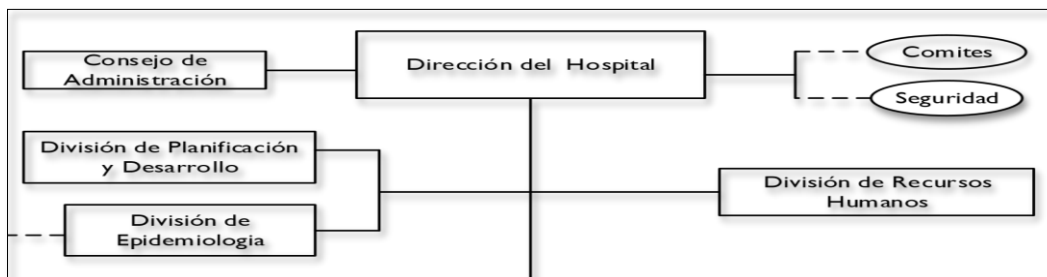 Consejo de
Administración
Dirección del Hospital
Comites
Seguridad
División de Planificación
y Desarrollo
División de Recursos
Humanos
División de
Epidemiologia